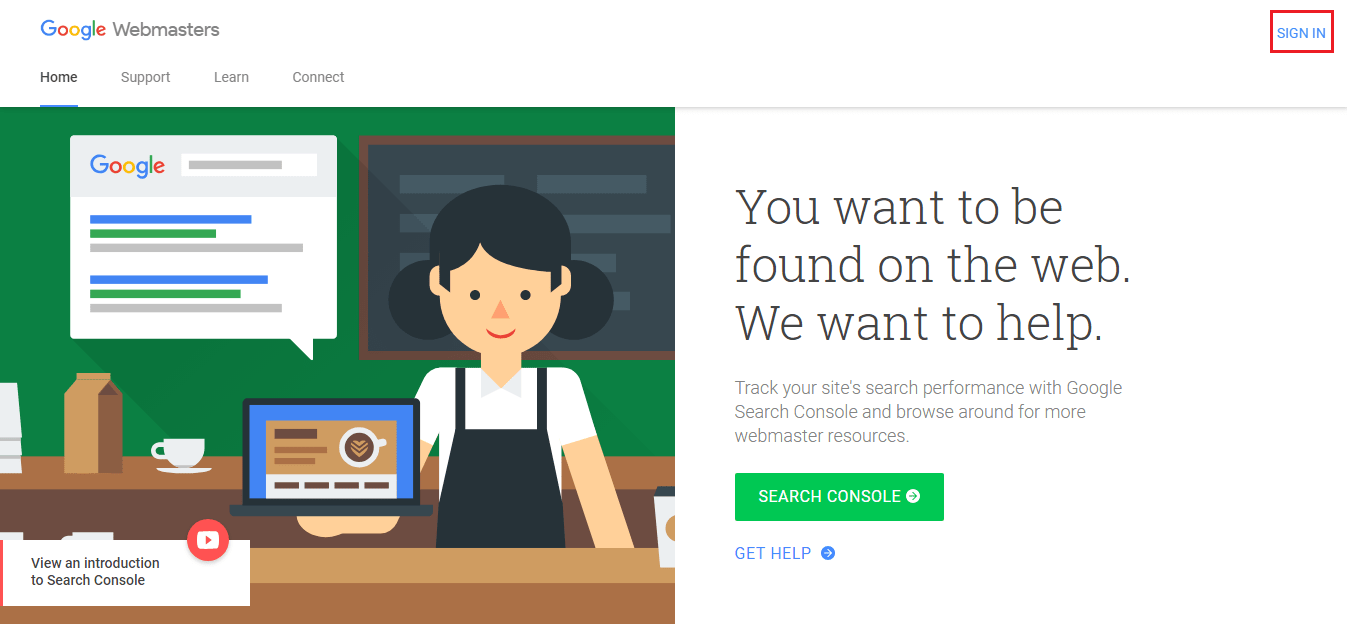 Google Webmasters
SIGN IN
Home Support Learn Connect
Google
You want to be
found on the web.
We want to help.
Track your site's search performance with Google
Search Console and browse around for more
webmaster resources.
SEARCH CONSOLE
GET HELP
View an introduction
to Search Console